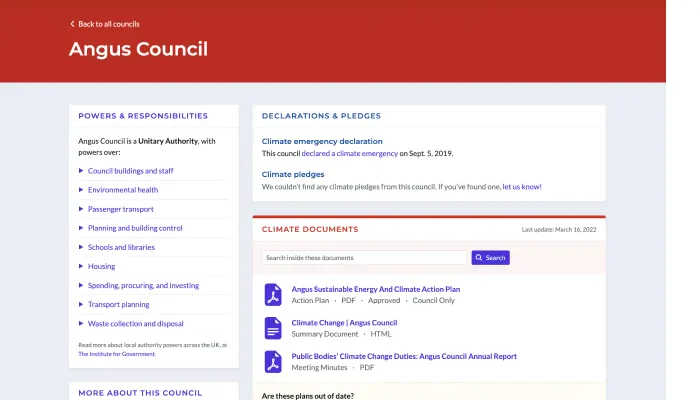 Back to all councils
Angus Council
POWERS & RESPONSIBILITIES
Angus Council is a Unitary Authority, with
powers over:
Council buildings and staff
Environmental health
Passenger transport
Planning and building control
Schools and libraries
Housing
Spending, procuring, and investing
Transport planning
Waste collection and disposal
Read more about local authority powers across the UK, at
The Institute for Government.
MORE ABOUT THIS COUNCIL
DECLARATIONS & PLEDGES
Climate emergency declaration
This council declared a climate emergency on Sept. 5, 2019.
Climate pledges
We couldn't find any climate pledges from this council. If you've found one, let us know!
CLIMATE DOCUMENTS
Last update: March 16, 2022
Search inside these documents
Search
Angus Sustainable Energy And Climate Action Plan
Action Plan · PDF · Approved · Council Only
Climate Change | Angus Council
Summary Document · HTML
Public Bodies' Climate Change Duties: Angus Council Annual Report
Meeting Minutes · PDF
Are these plans out of date?